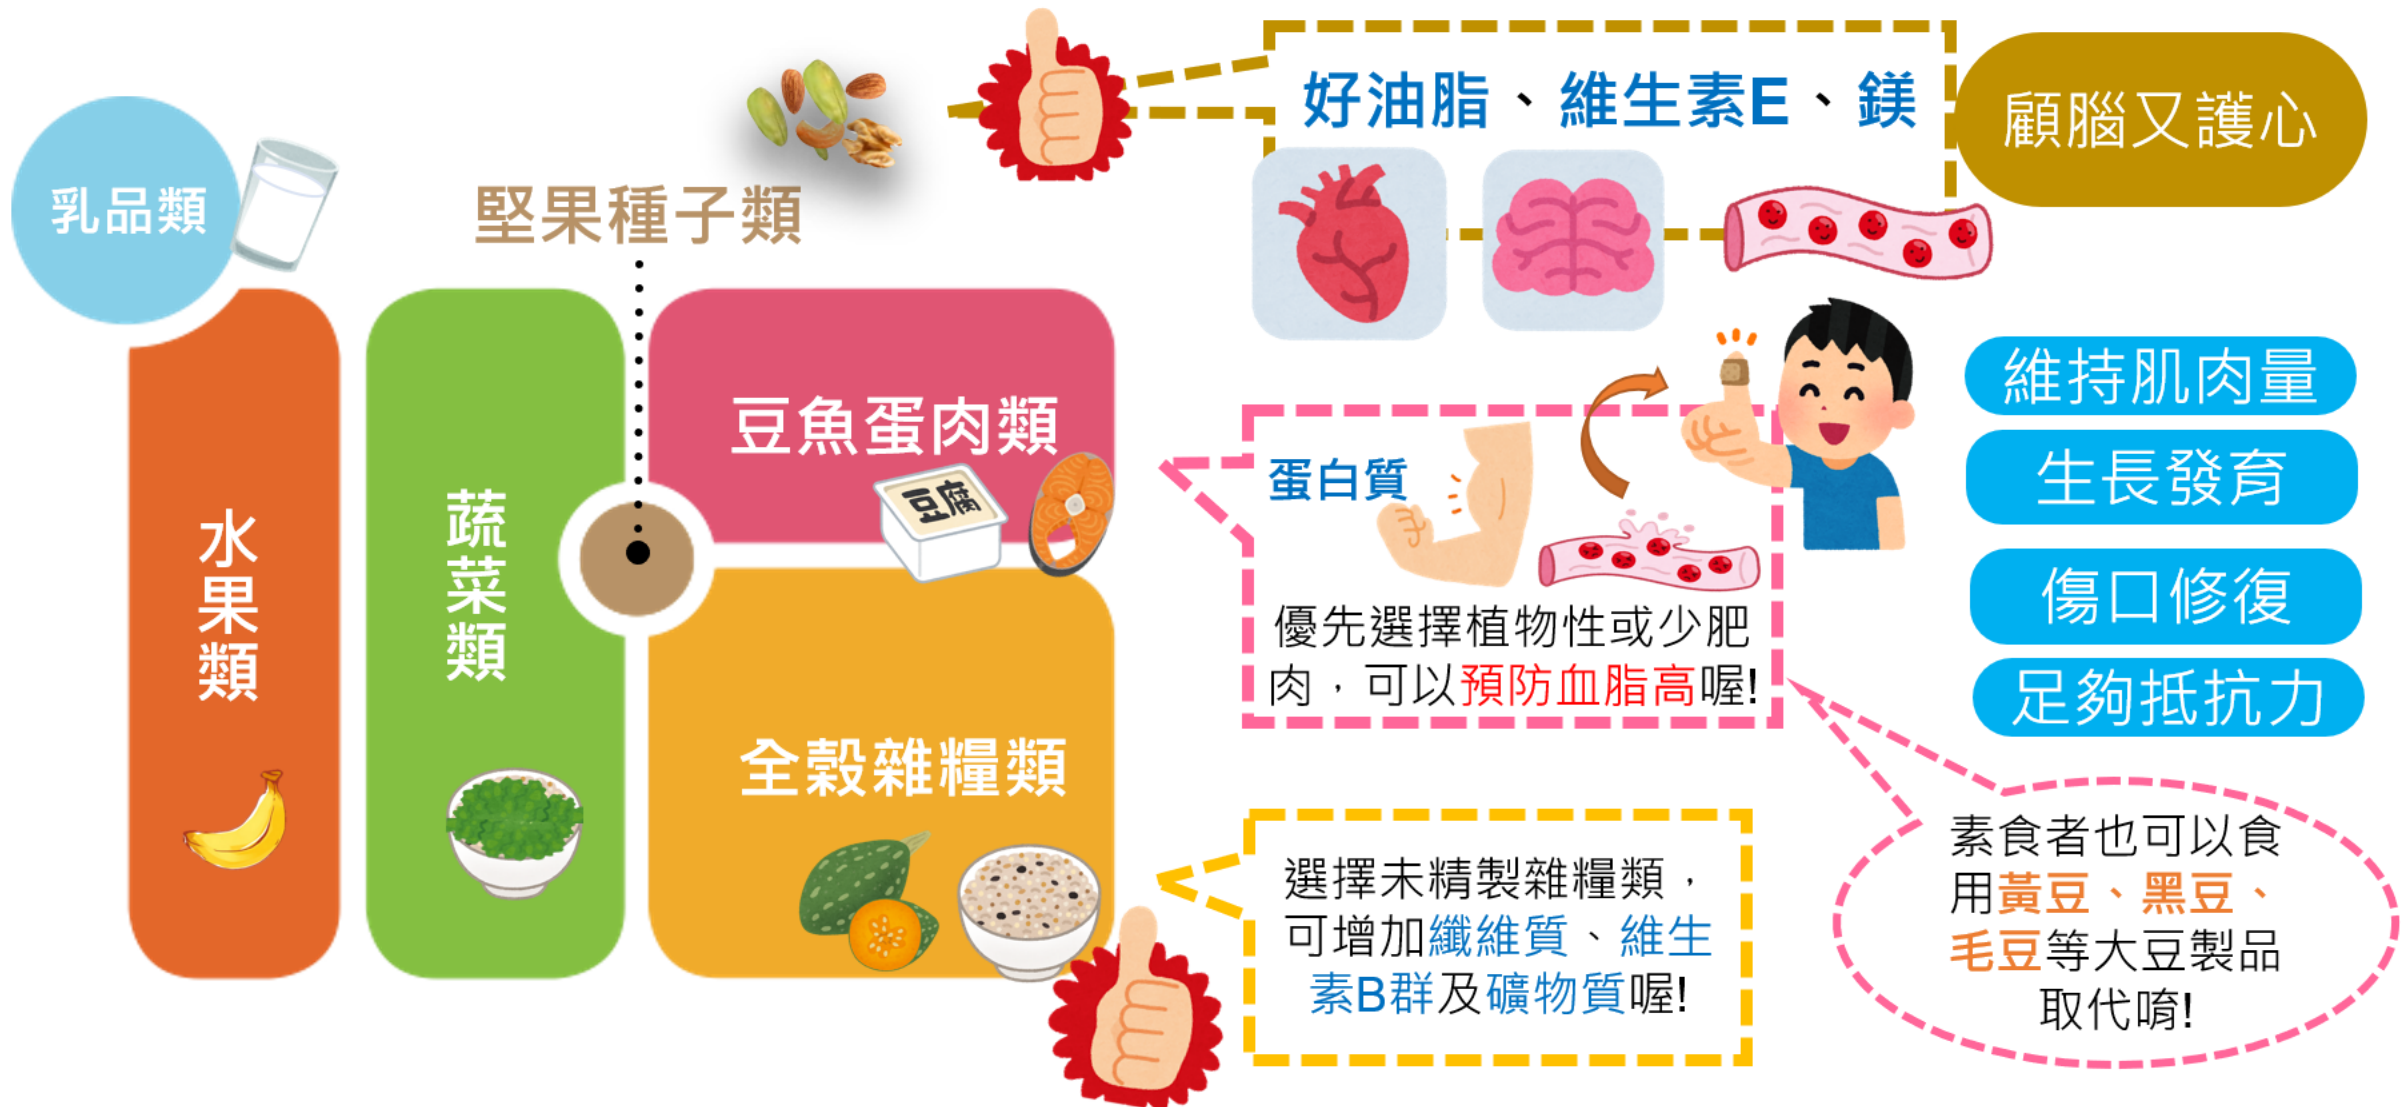 好油脂、維生素E、鎂
顧腦又護心
乳品類
堅果種子類
水果類
蔬菜類
豆魚蛋肉類
豆腐
全榖雜糧類
蛋白質
優先選擇植物性或少肥
肉，可以預防血脂高喔!
維持肌肉量
生長發育
傷口修復
足夠抵抗力
選擇未精製雜糧類，
可增加纖維質、維生
素B群及礦物質喔!
素食者也可以食
用黃豆、黑豆、
毛豆等大豆製品
取代唷!